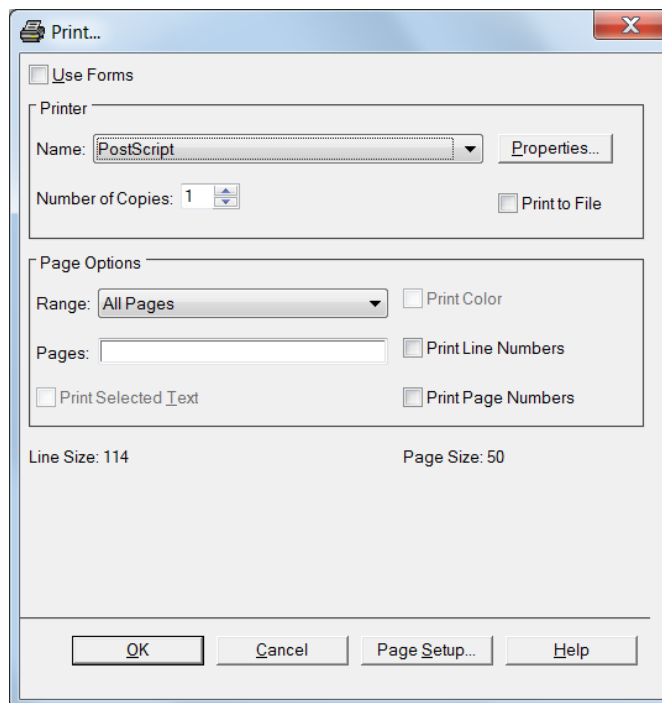 Print...
X
Use Forms
Printer
Name: PostScript Properties...
Number of Copies: 1 Print to File
Page Options
Range: All Pages Print Color
Pages: Print Line Numbers
Print Selected Text Print Page Numbers
Line Size: 114 Page Size: 50
OK Cancel Page Setup... Help